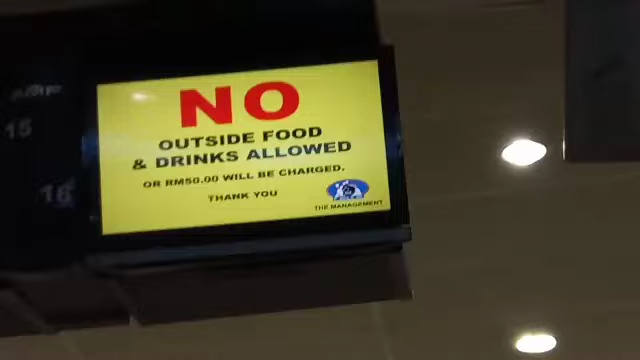 NO
OUTSIDE FOOD
& DRINKS ALLOWED
OR RM50.00 WILL BE CHARGED.
THANK YOU
THE MANAGEMENT
15
16